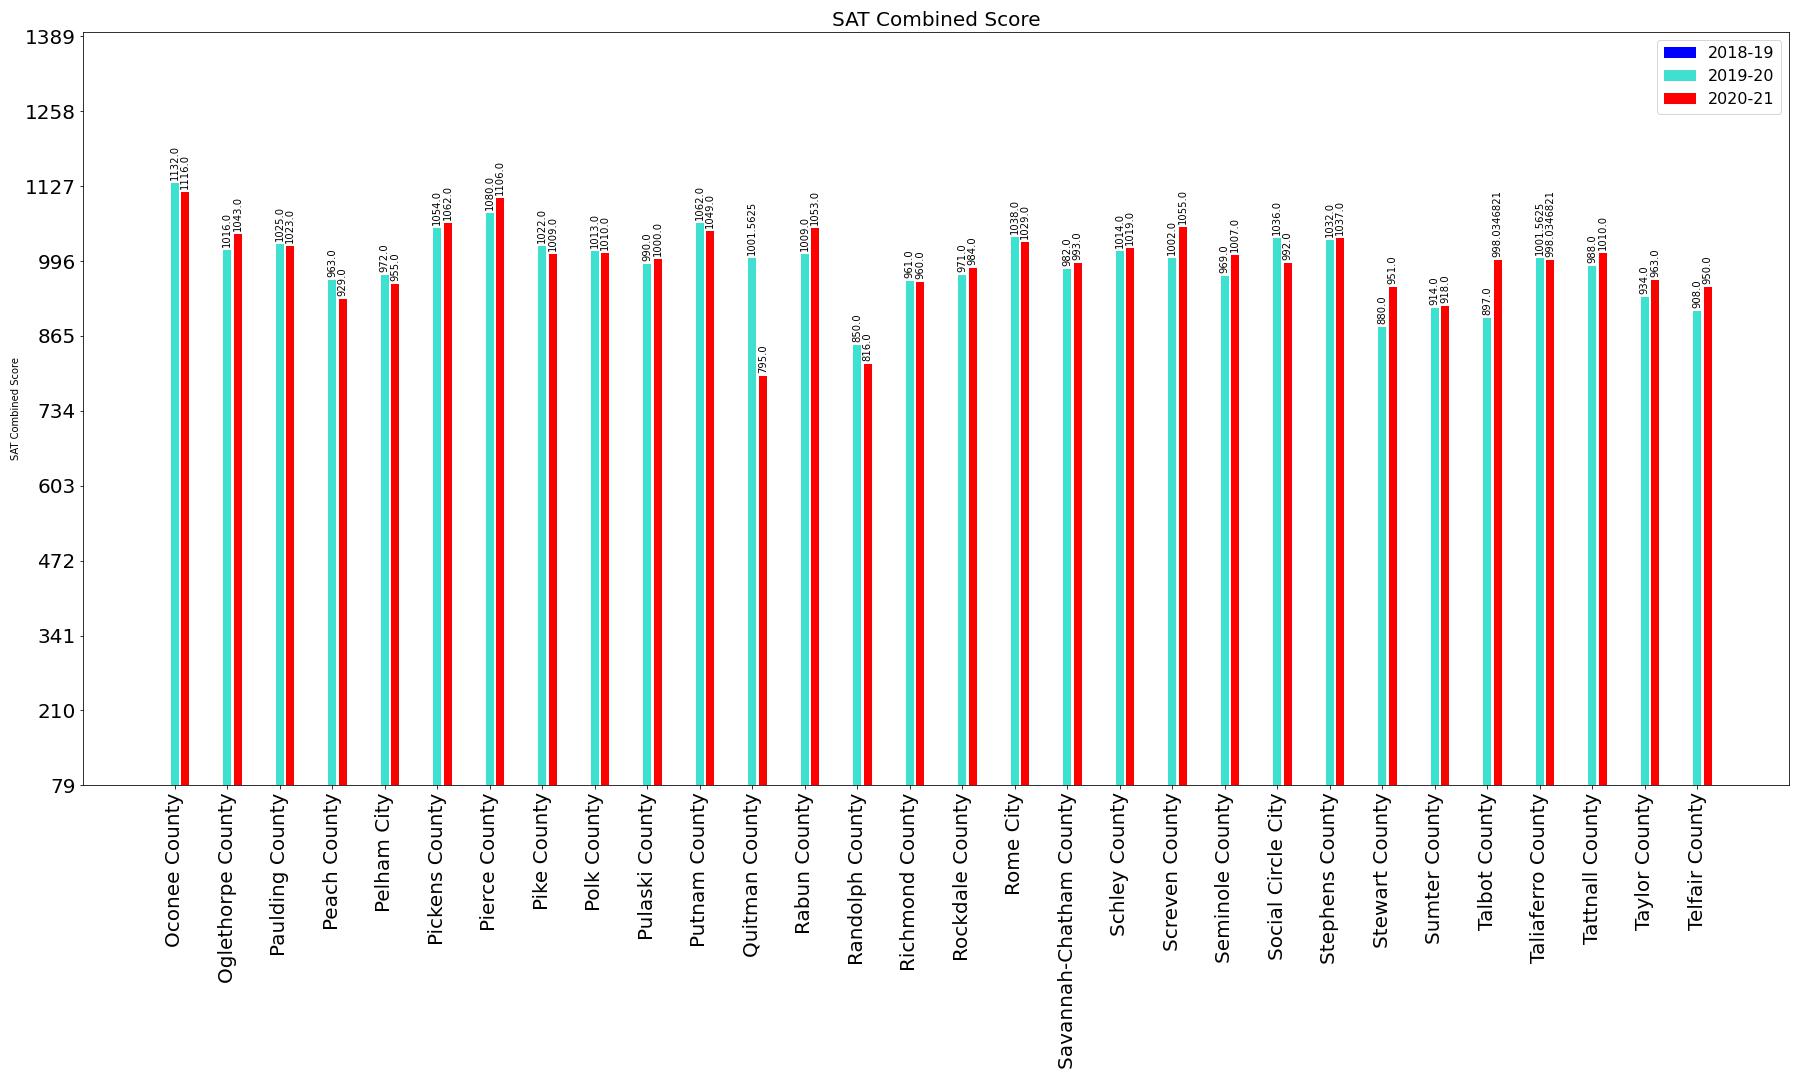 SAT Combined Score
2018-19
2019-20
2020-21
SAT Combined Score
1389
1258
1127
996
865
734
603
472
341
210
79
1132.0
1116.0
1016.0
1043.0
1025.0
1023.0
963.0
929.0
972.0
955.0
1054.0
1062.0
1080.0
1106.0
1022.0
1009.0
1013.0
1010.0
990.0
1000.0
1062.0
1049.0
1001.5625
795.0
1009.0
1053.0
850.0
816.0
961.0
960.0
971.0
984.0
1038.0
1029.0
982.0
993.0
1014.0
1019.0
1002.0
1055.0
969.0
1007.0
1036.0
992.0
1032.0
1037.0
880.0
951.0
914.0
918.0
897.0
998.0346821
1001.5625
998.0346821
988.0
1010.0
934.0
963.0
908.0
950.0
Oconee County
Oglethorpe County
Paulding County
Peach County
Pelham City
Pickens County
Pierce County
Pike County
Polk County
Pulaski County
Putnam County
Quitman County
Rabun County
Randolph County
Richmond County
Rockdale County
Rome City
Savannah-Chatham County
Schley County
Screven County
Seminole County
Social Circle City
Stephens County
Stewart County
Sumter County
Talbot County
Taliaferro County
Tattnall County
Taylor County
Telfair County